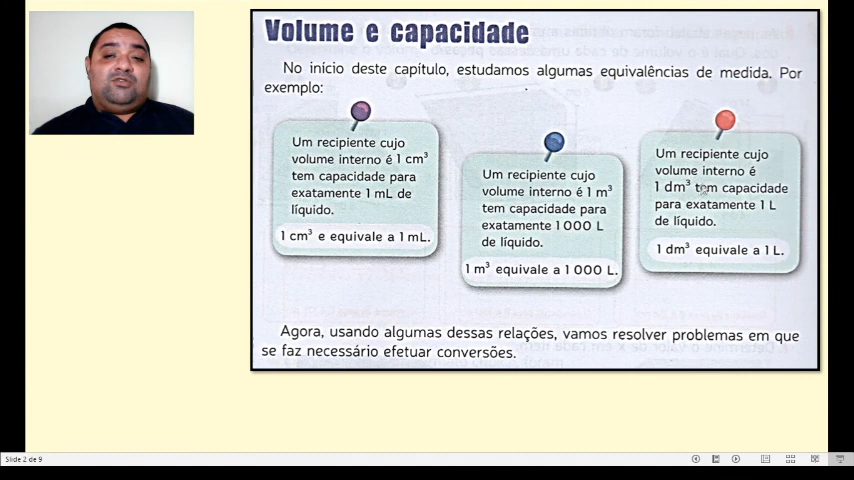 Volume e capacidade
No início deste capítulo, estudamos algumas equivalências de medida. Por
exemplo:
Um recipiente cujo
volume interno é 1 cm³
tem capacidade para
exatamente 1 mL de
líquido.
1 cm³ e equivale a 1 mL.
Um recipiente cujo
volume interno é 1 m³
tem capacidade para
exatamente 1 000 L
de líquido.
1 m³ equivale a 1 000 L.
Um recipiente cujo
volume interno é
1 dm³ tem capacidade
para exatamente 1 L
de líquido.
1 dm³ equivale a 1 L.
Agora, usando algumas dessas relações, vamos resolver problemas em que
se faz necessário efetuar conversões.
Slide 2 de 9